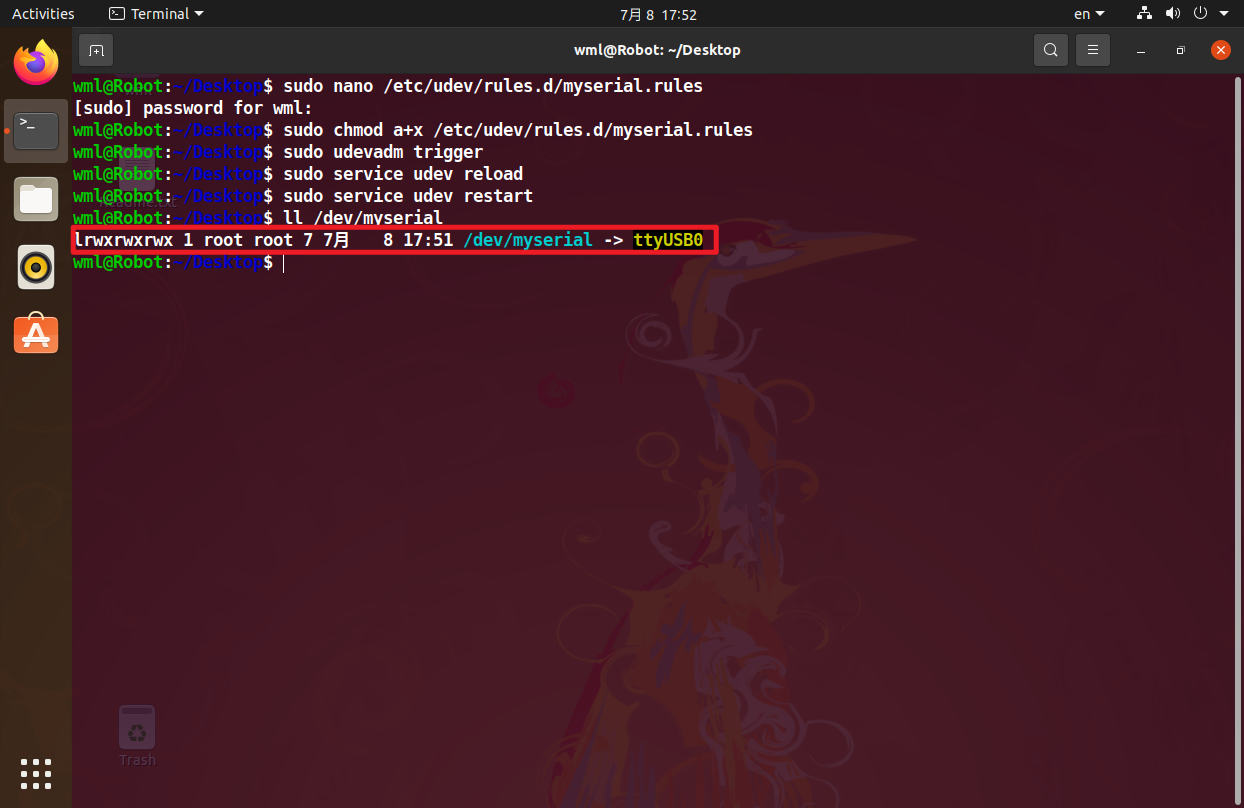 Activities
Terminal
7月 8 17:52
en
wml@Robot: ~/Desktop
wml@Robot:~/Desktop$ sudo nano /etc/udev/rules.d/myserial.rules
[sudo] password for wml:
wml@Robot:~/Desktop$ sudo chmod a+x /etc/udev/rules.d/myserial.rules
wml@Robot:~/Desktop$ sudo udevadm trigger
wml@Robot:~/Desktop$ sudo service udev reload
wml@Robot:~/Desktop$ sudo service udev restart
wml@Robot:~/Desktop$ ll /dev/myserial
lrwxrwxrwx 1 root root 7 7月   8 17:51 /dev/myserial -> ttyUSB0
wml@Robot:~/Desktop$
Trash